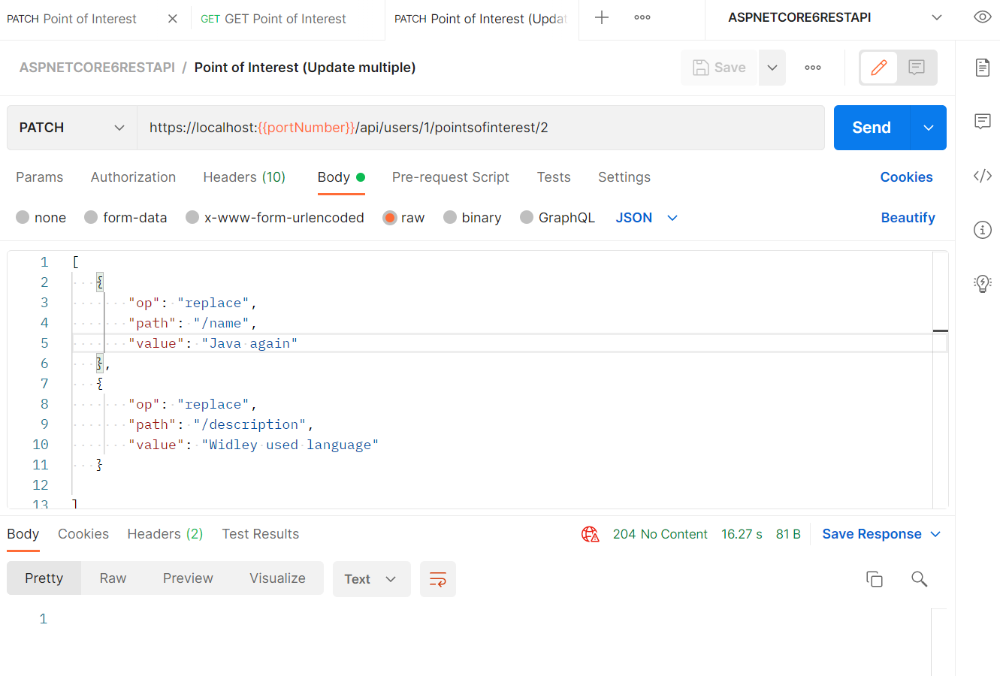 PATCH Point of Interest
GET GET Point of Interest
PATCH Point of Interest (Updat
ASPNETCORE6RESTAPI
ASPNETCORE6RESTAPI / Point of Interest (Update multiple)
Save
PATCH
https://localhost:{{portNumber}}/api/users/1/pointsofinterest/2
Send
Params Authorization Headers (10) Body Pre-request Script Tests Settings Cookies
none form-data x-www-form-urlencoded raw binary GraphQL JSON Beautify
1 [
2 {
3 "op": "replace",
4 "path": "/name",
5 "value": "Java again"
6 },
7 {
8 "op": "replace",
9 "path": "/description",
10 "value": "Widley used language"
11 }
12
13 ]
Body Cookies Headers (2) Test Results 204 No Content 16.27 s 81 B Save Response
Pretty Raw Preview Visualize Text
1